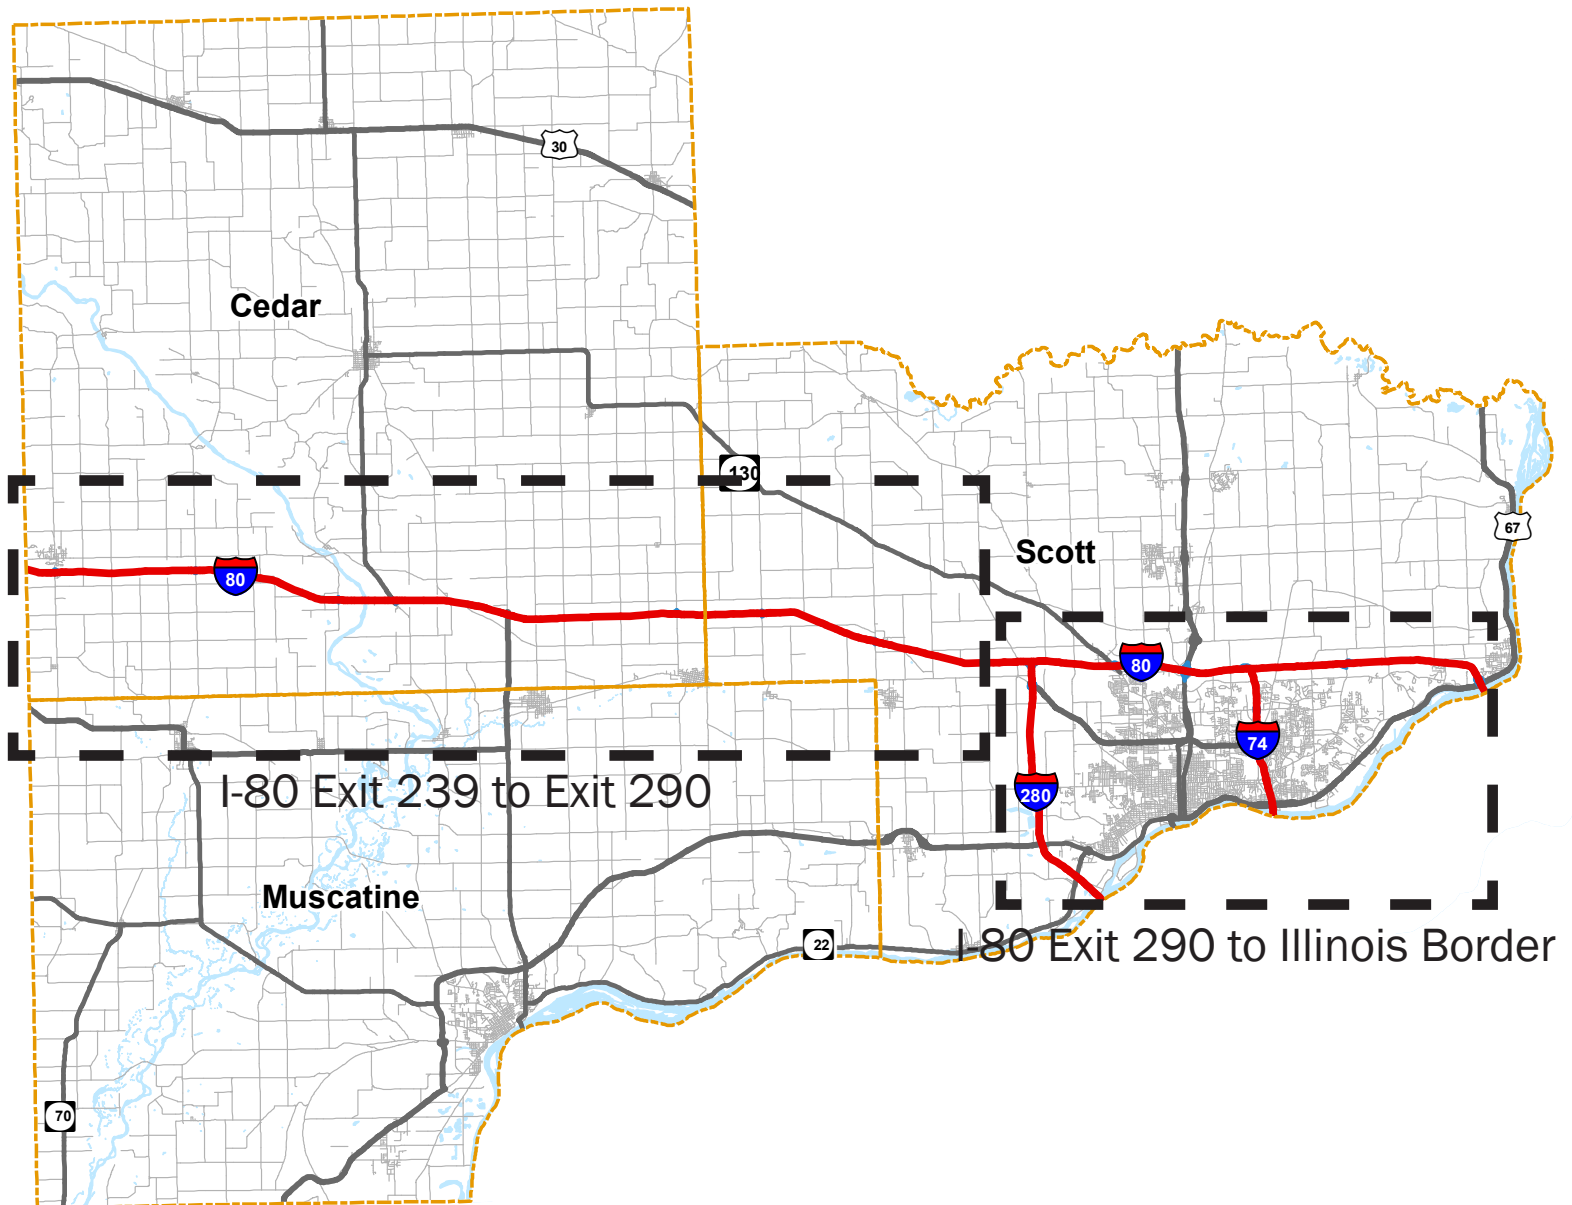 30
Cedar
130
67
Scott
80
80
74
280
I-80 Exit 239 to Exit 290
Muscatine
22
I-80 Exit 290 to Illinois Border
70